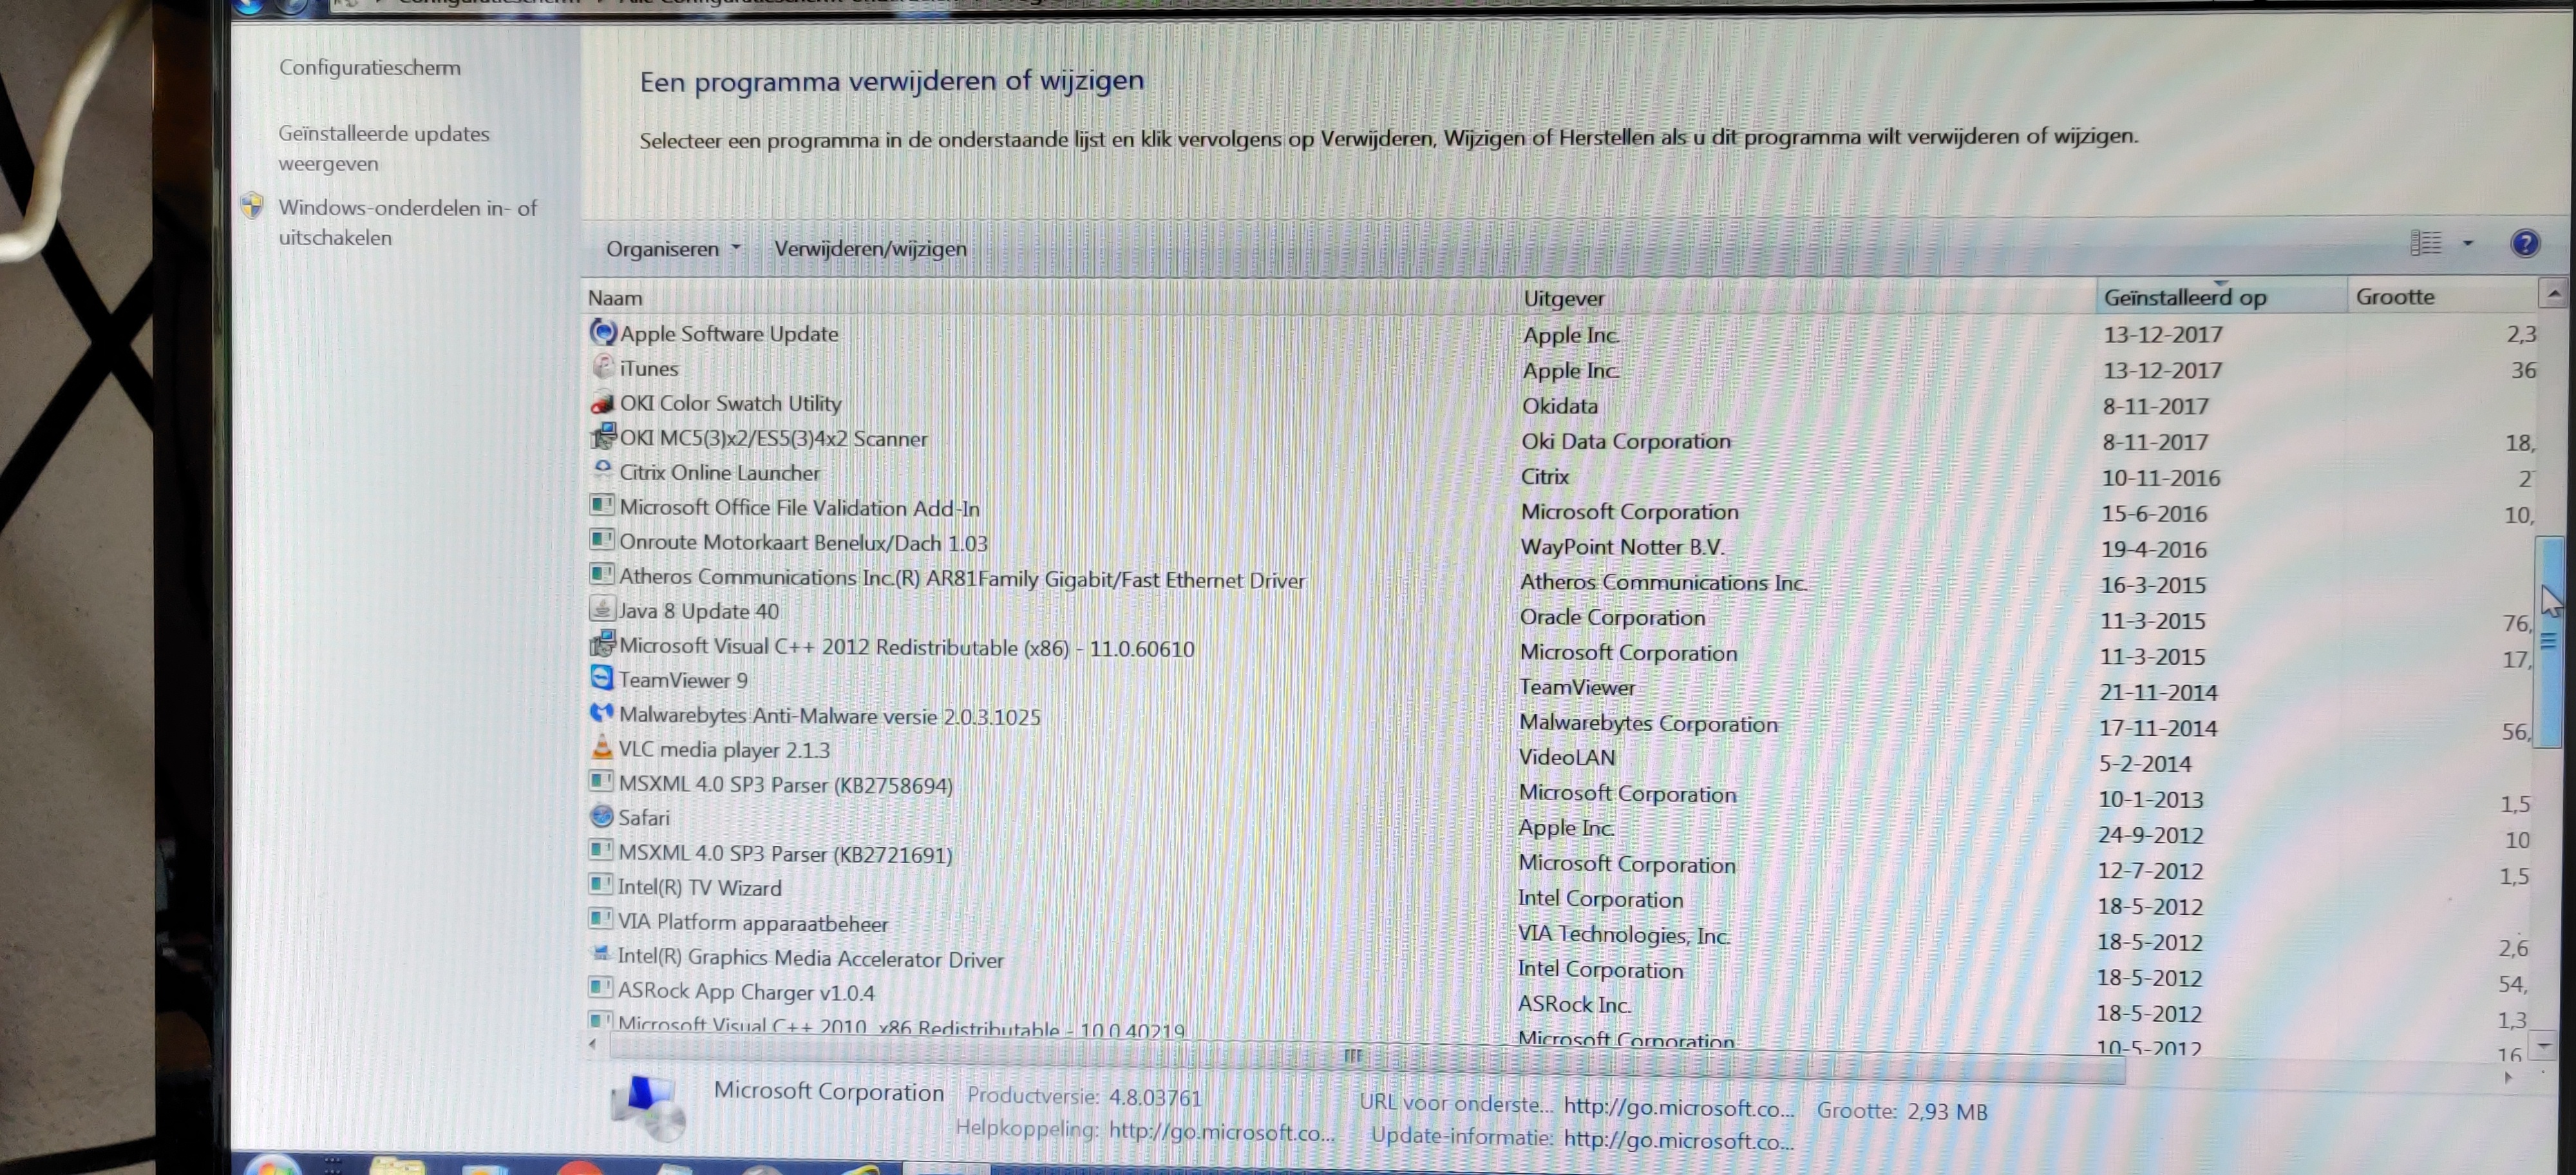 Configuratiescherm
Geïnstalleerde updates
weergeven
Windows-onderdelen in- of
uitschakelen
Een programma verwijderen of wijzigen
Selecteer een programma in de onderstaande lijst en klik vervolgens op Verwijderen, Wijzigen of Herstellen als u dit programma wilt verwijderen of wijzigen.
Organiseren Verwijderen/wijzigen
Naam Uitgever Geïnstalleerd op Grootte
Apple Software Update Apple Inc. 13-12-2017 2,3
iTunes Apple Inc. 13-12-2017 36
OKI Color Swatch Utility Okidata 8-11-2017
OKI MC5(3)x2/ES5(3)4x2 Scanner Oki Data Corporation 8-11-2017 18,
Citrix Online Launcher Citrix 10-11-2016 2
Microsoft Office File Validation Add-In Microsoft Corporation 15-6-2016 10,
Onroute Motorkaart Benelux/Dach 1.03 WayPoint Notter B.V. 19-4-2016
Atheros Communications Inc.(R) AR81Family Gigabit/Fast Ethernet Driver Atheros Communications Inc. 16-3-2015
Java 8 Update 40 Oracle Corporation 11-3-2015 76,
Microsoft Visual C++ 2012 Redistributable (x86) - 11.0.60610 Microsoft Corporation 11-3-2015 17,
TeamViewer 9 TeamViewer 21-11-2014
Malwarebytes Anti-Malware versie 2.0.3.1025 Malwarebytes Corporation 17-11-2014 56,
VLC media player 2.1.3 VideoLAN 5-2-2014
MSXML 4.0 SP3 Parser (KB2758694) Microsoft Corporation 10-1-2013 1,5
Safari Apple Inc. 24-9-2012 10
MSXML 4.0 SP3 Parser (KB2721691) Microsoft Corporation 12-7-2012 1,5
Intel(R) TV Wizard Intel Corporation 18-5-2012
VIA Platform apparaatbeheer VIA Technologies, Inc. 18-5-2012 2,6
Intel(R) Graphics Media Accelerator Driver Intel Corporation 18-5-2012 54,
ASRock App Charger v1.0.4 ASRock Inc. 18-5-2012 1,3
Microsoft Visual C++ 2010 x86 Redistributable - 10.0.40219 Microsoft Corporation 10-5-2012 16
Microsoft Corporation Productversie: 4.8.03761 URL voor onderste... http://go.microsoft.co... Grootte: 2,93 MB
Helpkoppeling: http://go.microsoft.co... Update-informatie: http://go.microsoft.co...